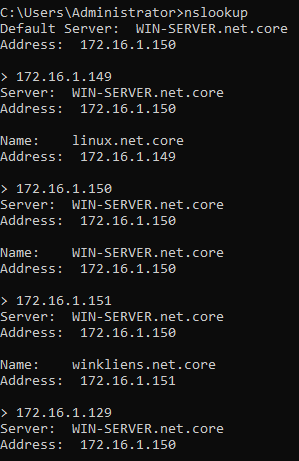 C:\Users\Administrator>nslookup
Default Server:  WIN-SERVER.net.core
Address:  172.16.1.150
> 172.16.1.149
Server:  WIN-SERVER.net.core
Address:  172.16.1.150
Name:    linux.net.core
Address:  172.16.1.149
> 172.16.1.150
Server:  WIN-SERVER.net.core
Address:  172.16.1.150
Name:    WIN-SERVER.net.core
Address:  172.16.1.150
> 172.16.1.151
Server:  WIN-SERVER.net.core
Address:  172.16.1.150
Name:    winkliens.net.core
Address:  172.16.1.151
> 172.16.1.129
Server:  WIN-SERVER.net.core
Address:  172.16.1.150